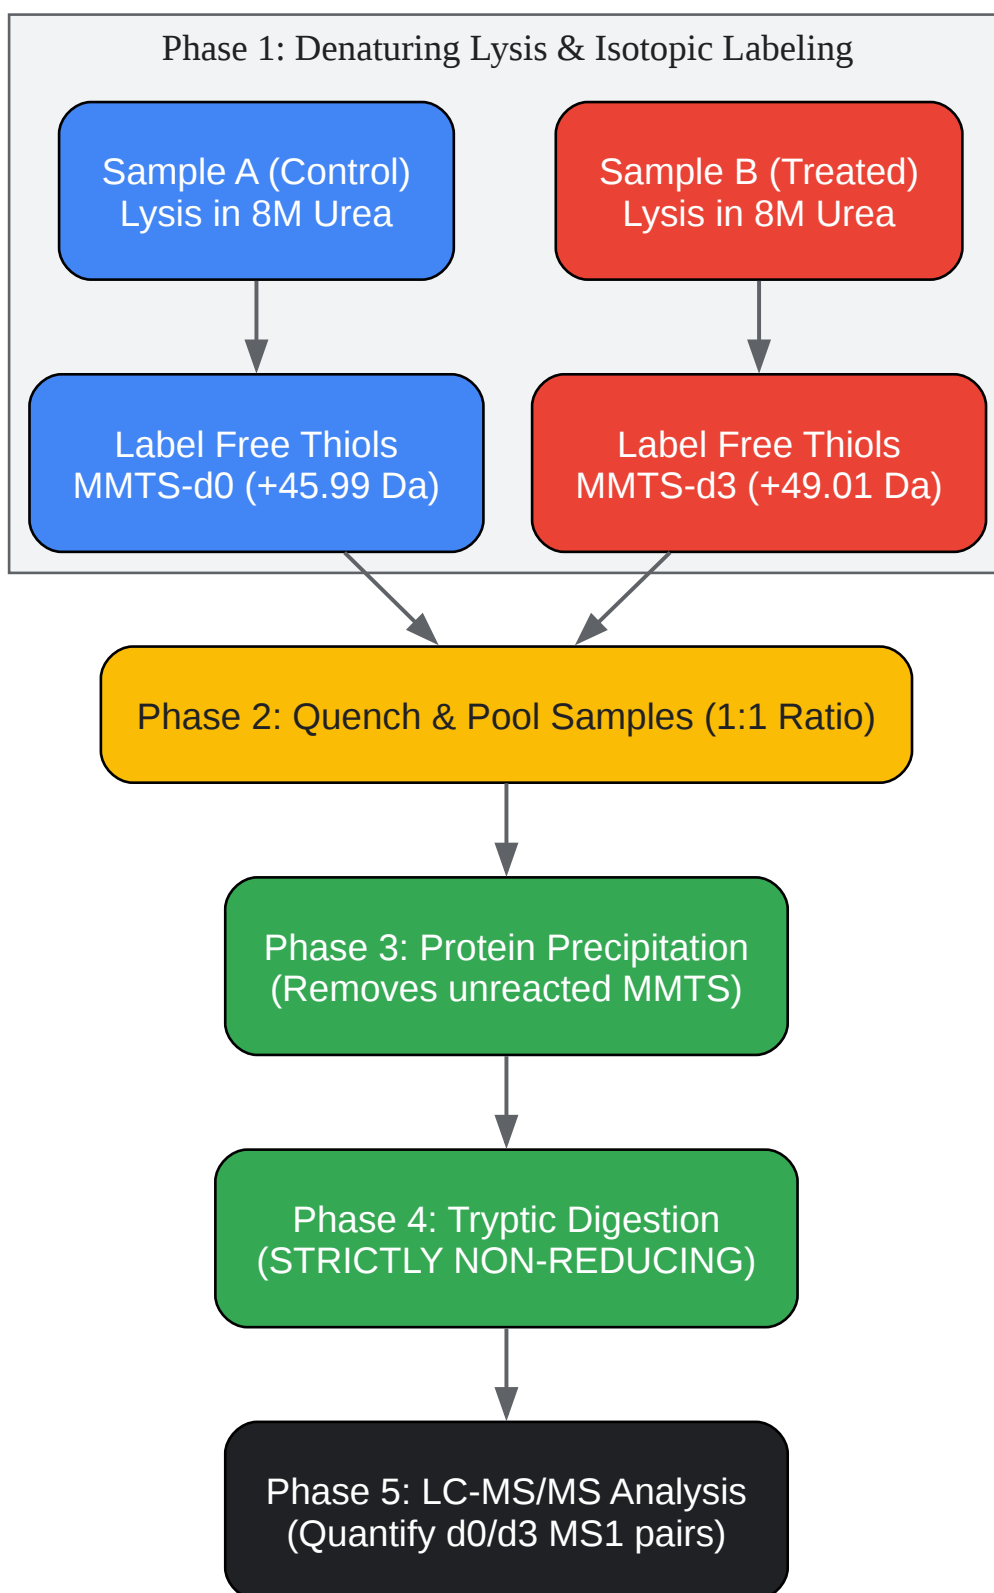 Phase 1: Denaturing Lysis & Isotopic Labeling
Sample A (Control)
Lysis in 8M Urea
Sample B (Treated)
Lysis in 8M Urea
Label Free Thiols
MMTS-d0 (+45.99 Da)
Label Free Thiols
MMTS-d3 (+49.01 Da)
Phase 2: Quench & Pool Samples (1:1 Ratio)
Phase 3: Protein Precipitation
(Removes unreacted MMTS)
Phase 4: Tryptic Digestion
(STRICTLY NON-REDUCING)
Phase 5: LC-MS/MS Analysis
(Quantify d0/d3 MS1 pairs)